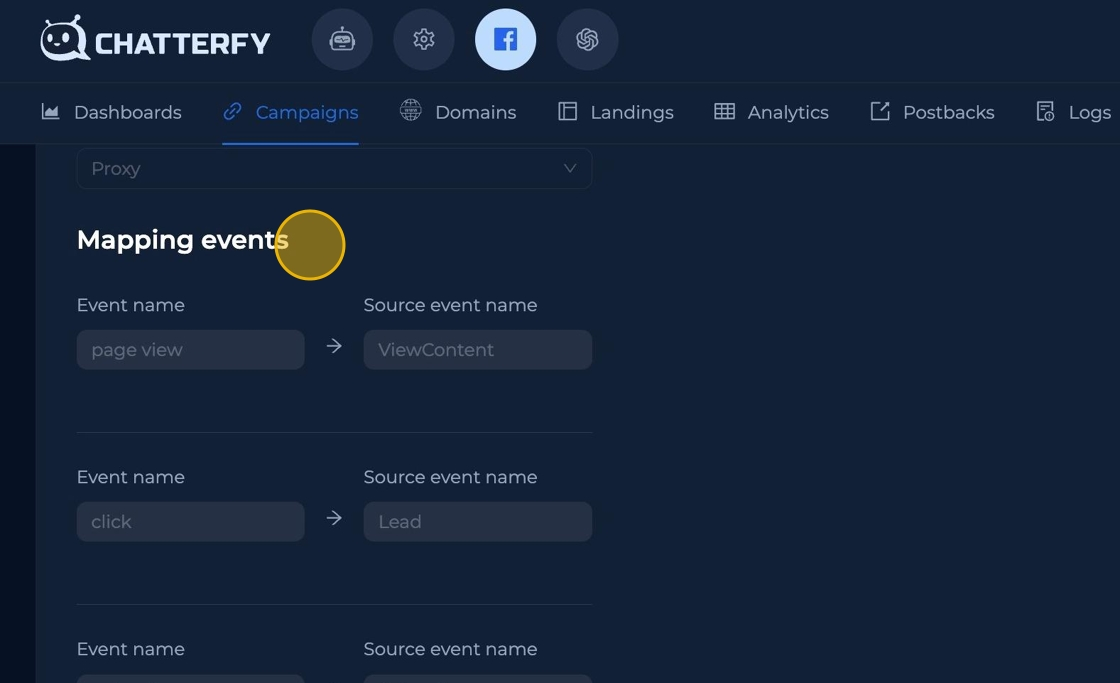 CHATTERFY
Dashboards Campaigns Domains Landings Analytics Postbacks Logs
Proxy
Mapping events
Event name Source event name
page view ViewContent
Event name Source event name
click Lead
Event name Source event name